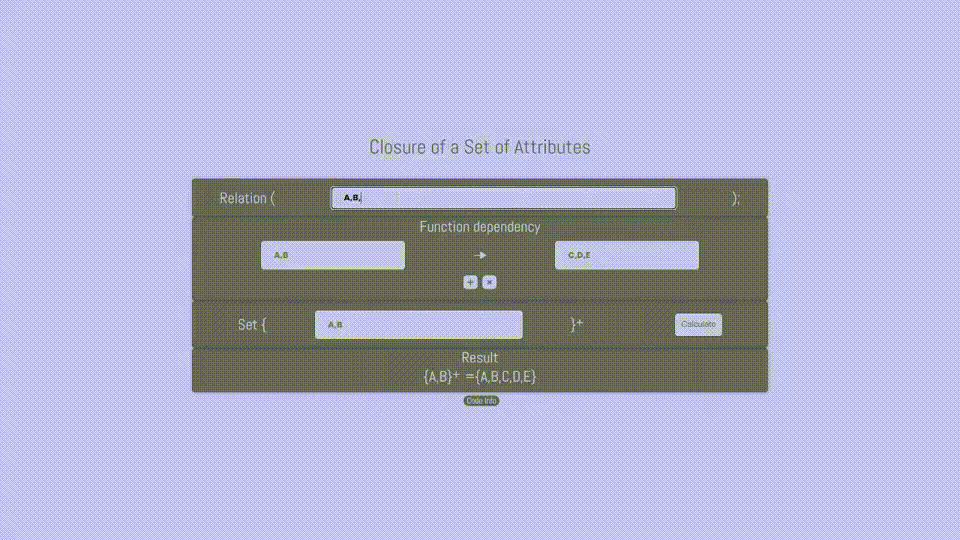 Closure of a Set of Attributes
Relation ( A,B, );
Function dependency
A,B → C,D,E
+ ×
Set { A,B }⁺ Calculate
Result
{A,B}⁺ ={A,B,C,D,E}
Code Info